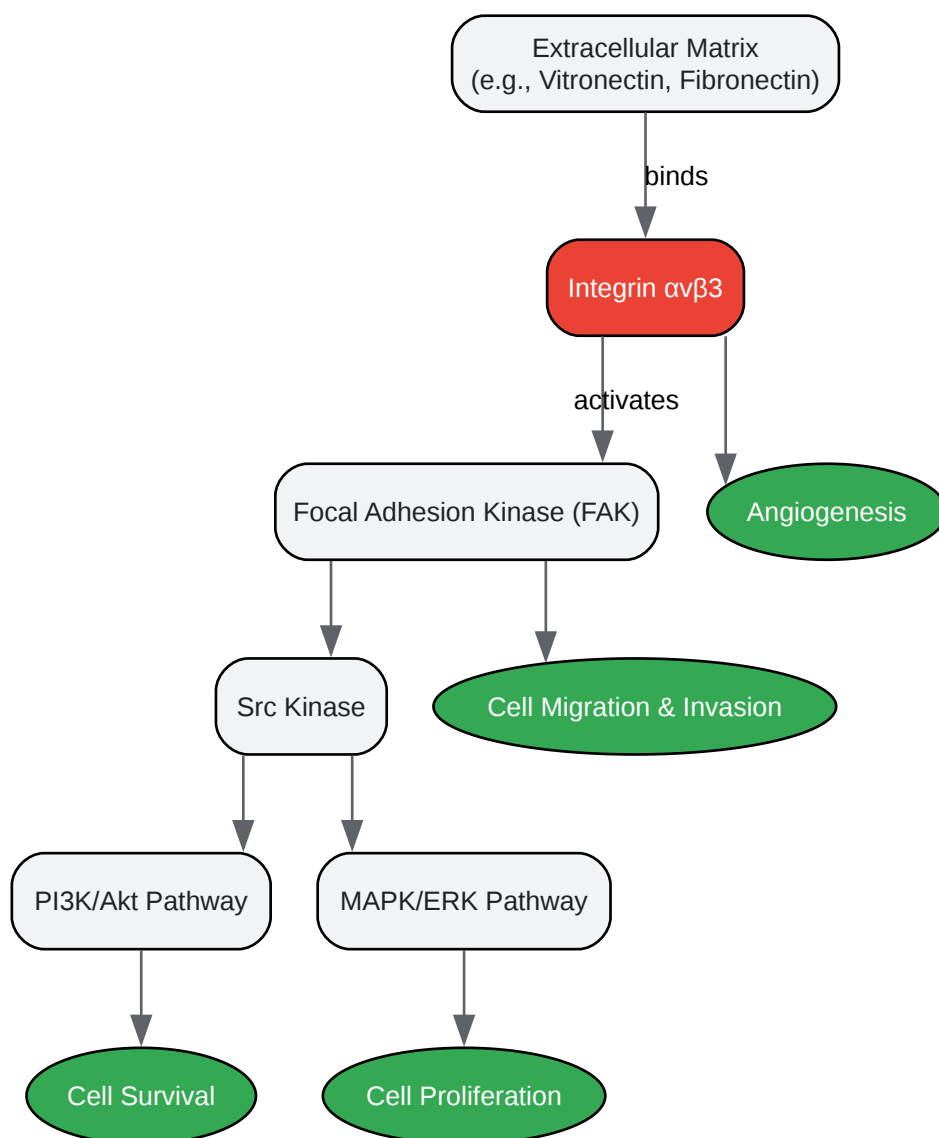 Extracellular Matrix
(e.g., Vitronectin, Fibronectin)
binds
Integrin αvβ3
activates
Focal Adhesion Kinase (FAK)
Angiogenesis
Src Kinase
Cell Migration & Invasion
PI3K/Akt Pathway
MAPK/ERK Pathway
Cell Survival
Cell Proliferation